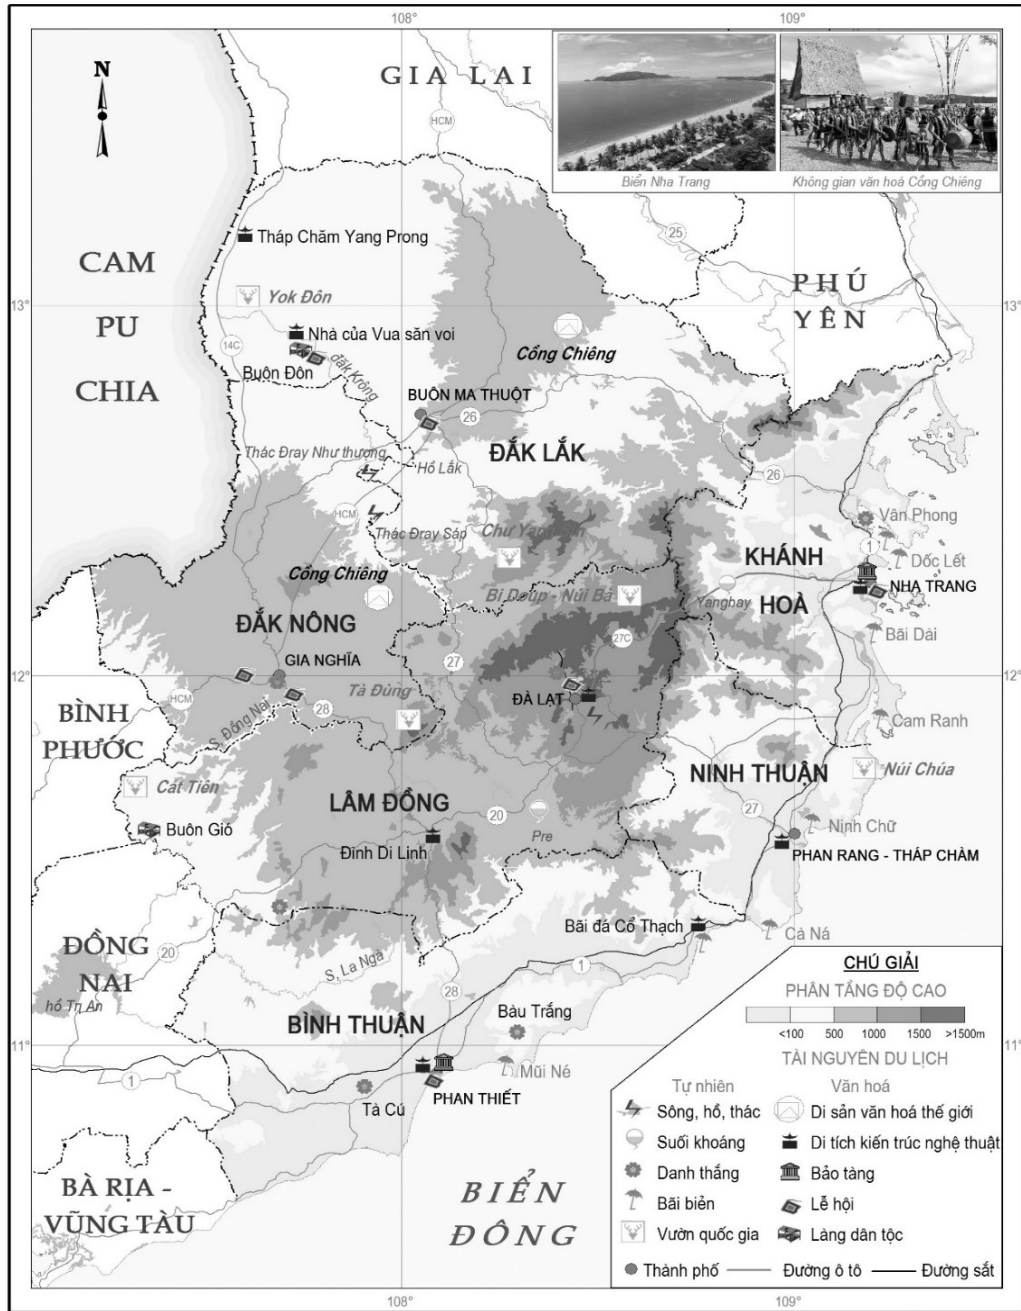 108°
109°
N
GIA LAI
HCM
Biển Nha Trang
Không gian văn hoá Cồng Chiêng
Tháp Chăm Yang Prong
25
CAM
PU
CHIA
PHÚ
YÊN
13°
13°
Yok Đôn
Nhà của Vua săn voi
14C
Buôn Đôn
đăk Krông
Cồng Chiêng
BUÔN MA THUỘT
26
Thác Đray Như thượng
Hồ Lắk
ĐẮK LẮK
26
HCM
Thác Đray Sáp
Vân Phong
1
Dốc Lết
Cồng Chiêng
KHÁNH
HOÀ
NHA TRANG
Bi Doup - Núi Bà
Yangbay
ĐẮK NÔNG
27C
Bãi Dài
GIA NGHĨA
27
12°
12°
HCM
S. Đồng Nai
28
Tà Đùng
ĐÀ LẠT
BÌNH
PHƯỚC
Cam Ranh
NINH THUẬN
Núi Chúa
Cát Tiên
LÂM ĐỒNG
20
27
Buôn Gió
Đình Di Linh
Pre
Ninh Chữ
PHAN RANG - THÁP CHÀM
Bãi đá Cổ Thạch
Cà Ná
ĐỒNG
NAI
20
S. La Ngà
1
hồ Trị An
28
BÌNH THUẬN
Bàu Trắng
11°
11°
Mũi Né
1
PHAN THIẾT
Tà Cú
BÀ RỊA -
VŨNG TÀU
BIỂN
ĐÔNG
CHÚ GIẢI
PHÂN TẦNG ĐỘ CAO
<100 500 1000 1500 >1500m
TÀI NGUYÊN DU LỊCH
Tự nhiên
Văn hoá
Sông, hồ, thác
Di sản văn hoá thế giới
Suối khoáng
Di tích kiến trúc nghệ thuật
Danh thắng
Bảo tàng
Bãi biển
Lễ hội
Vườn quốc gia
Làng dân tộc
Thành phố
Đường ô tô
Đường sắt
108°
109°